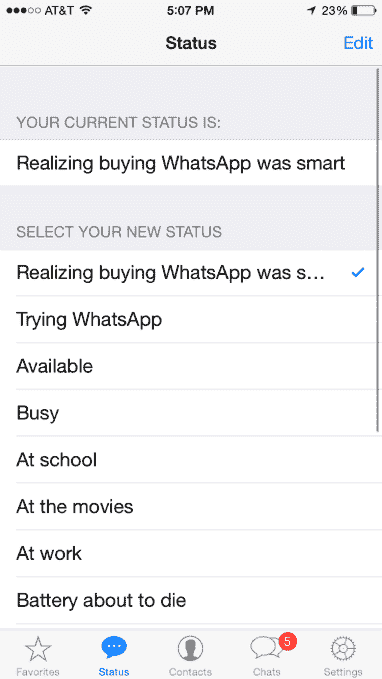 AT&T 5:07 PM 23%
Status Edit
YOUR CURRENT STATUS IS:
Realizing buying WhatsApp was smart
SELECT YOUR NEW STATUS
Realizing buying WhatsApp was s...
Trying WhatsApp
Available
Busy
At school
At the movies
At work
Battery about to die
5
Favorites Status Contacts Chats Settings